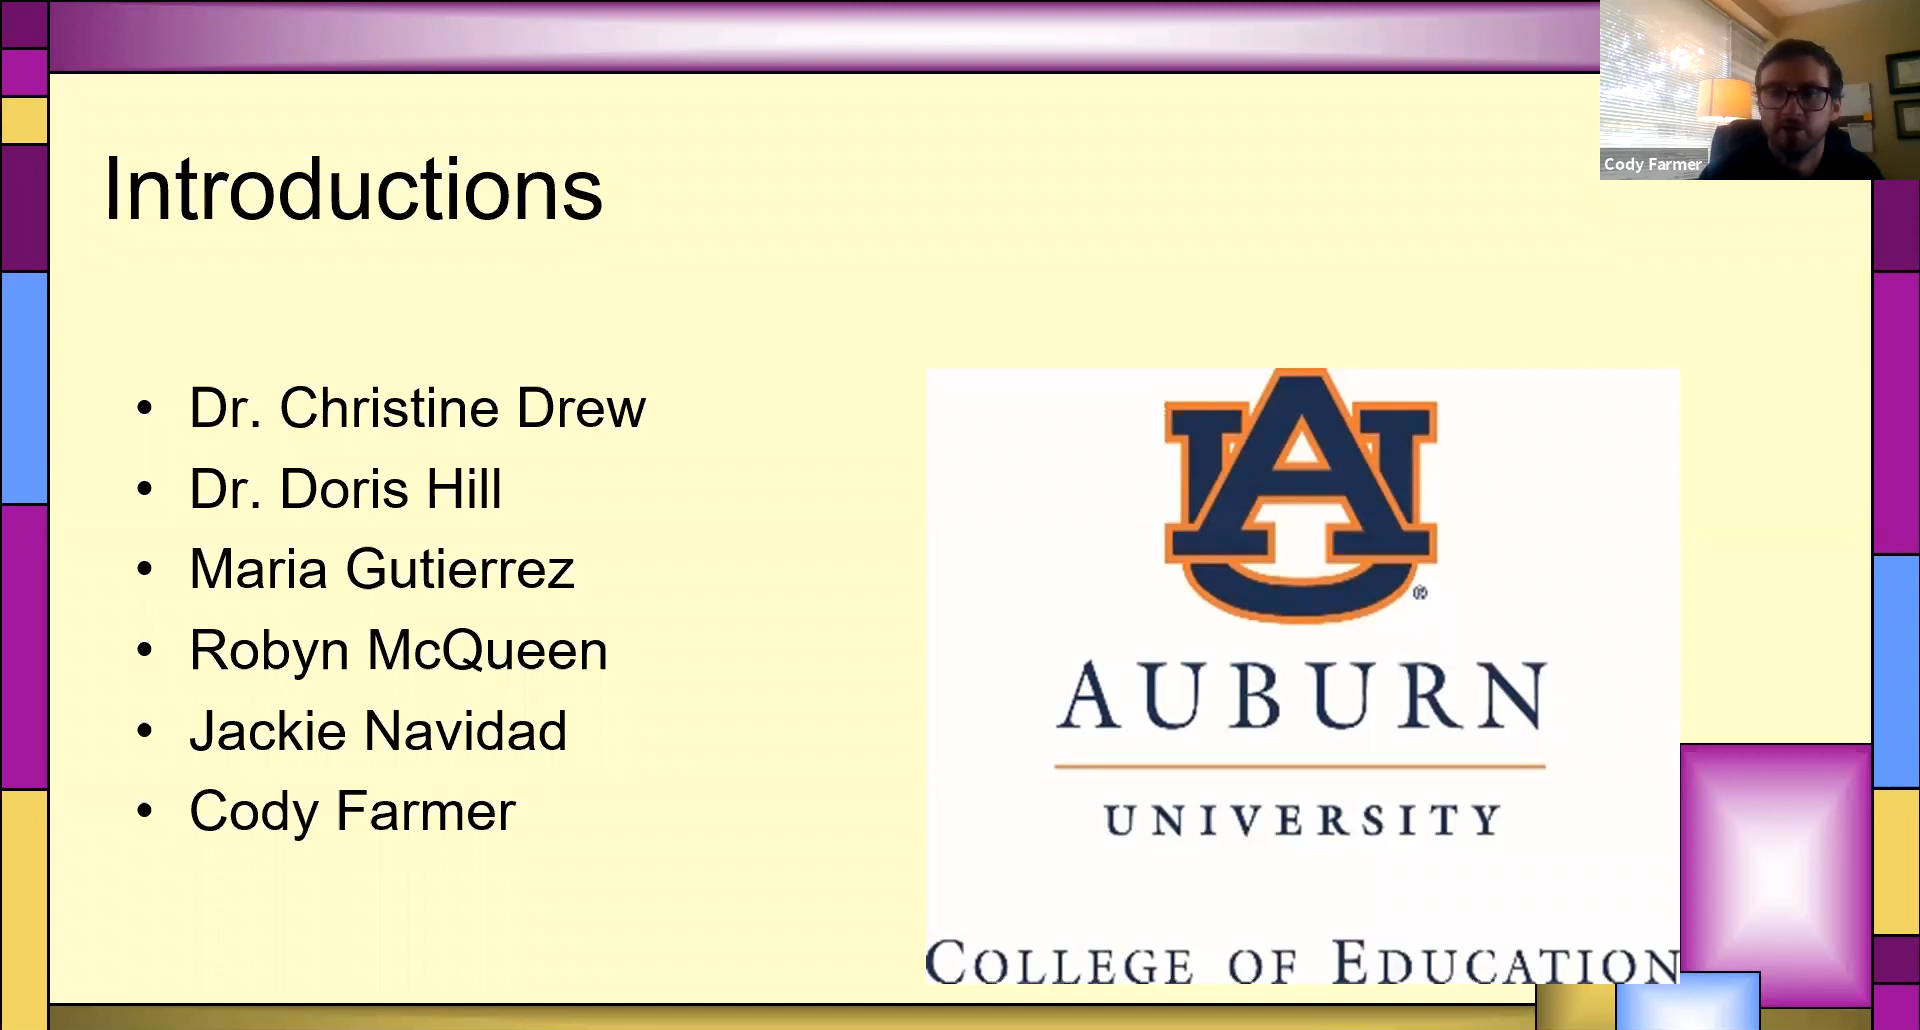 Cody Farmer
Introductions
• Dr. Christine Drew
• Dr. Doris Hill
• Maria Gutierrez
• Robyn McQueen
• Jackie Navidad
• Cody Farmer
AU
®
AUBURN
UNIVERSITY
COLLEGE OF EDUCATION